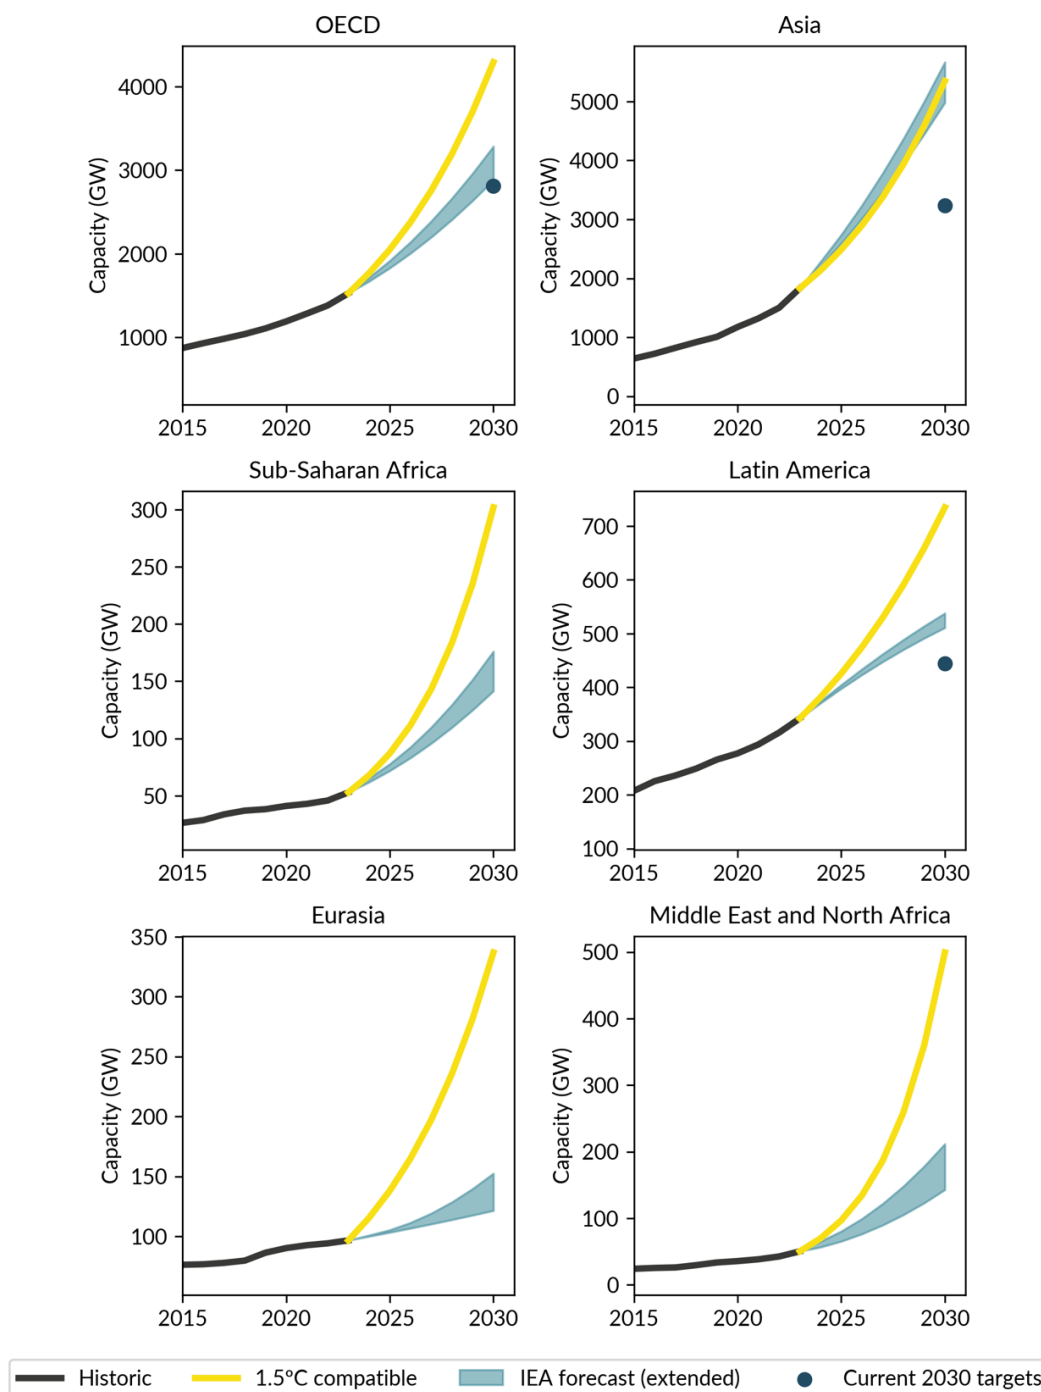 OECD
Asia
Capacity (GW)
4000
3000
2000
1000
2015 2020 2025 2030
Capacity (GW)
5000
4000
3000
2000
1000
0
2015 2020 2025 2030
Sub-Saharan Africa
Latin America
Capacity (GW)
300
250
200
150
100
50
2015 2020 2025 2030
Capacity (GW)
700
600
500
400
300
200
100
2015 2020 2025 2030
Eurasia
Middle East and North Africa
Capacity (GW)
350
300
250
200
150
100
2015 2020 2025 2030
Capacity (GW)
500
400
300
200
100
0
2015 2020 2025 2030
Historic 1.5°C compatible IEA forecast (extended) Current 2030 targets